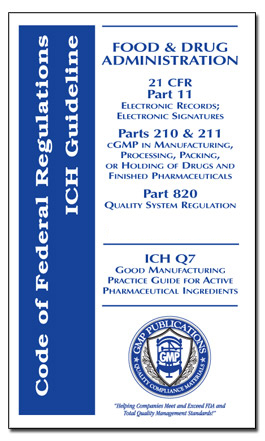 Code of Federal Regulations
ICH Guideline
FOOD & DRUG
ADMINISTRATION
21 CFR
Part 11
ELECTRONIC RECORDS;
ELECTRONIC SIGNATURES
Parts 210 & 211
CGMP IN MANUFACTURING,
PROCESSING, PACKING,
OR HOLDING OF DRUGS AND
FINISHED PHARMACEUTICALS
Part 820
QUALITY SYSTEM REGULATION
ICH Q7
GOOD MANUFACTURING
PRACTICE GUIDE FOR ACTIVE
PHARMACEUTICAL INGREDIENTS
GMP PUBLICATIONS
GMP
QUALITY COMPLIANCE MATERIALS
"Helping Companies Meet and Exceed FDA and
Total Quality Management Standards!"